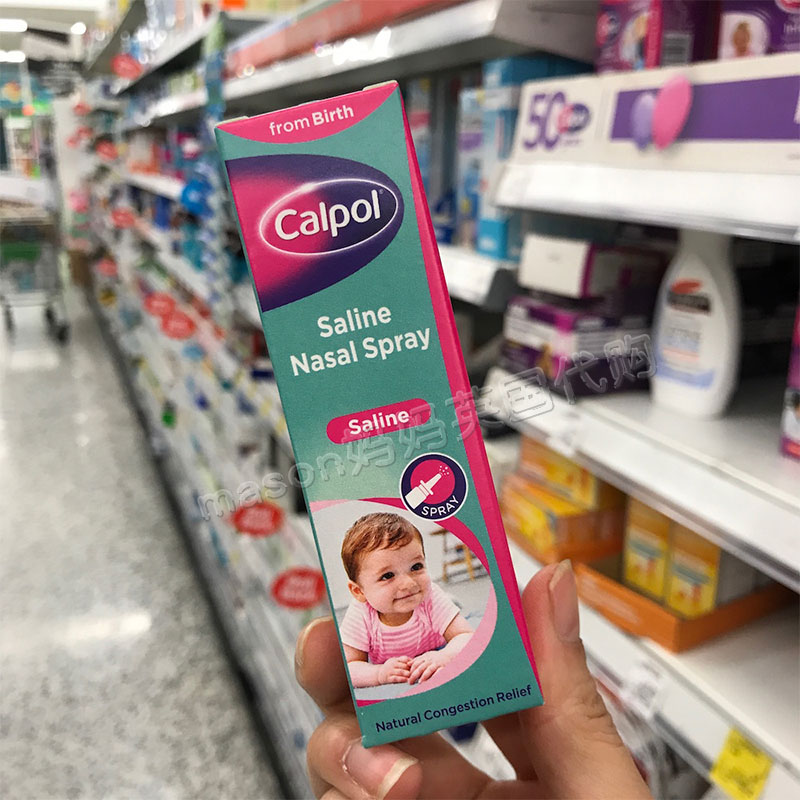 from Birth
Calpol
Saline
Nasal Spray
Saline
SPRAY
Natural Congestion Relief
mason妈妈英国代购
50